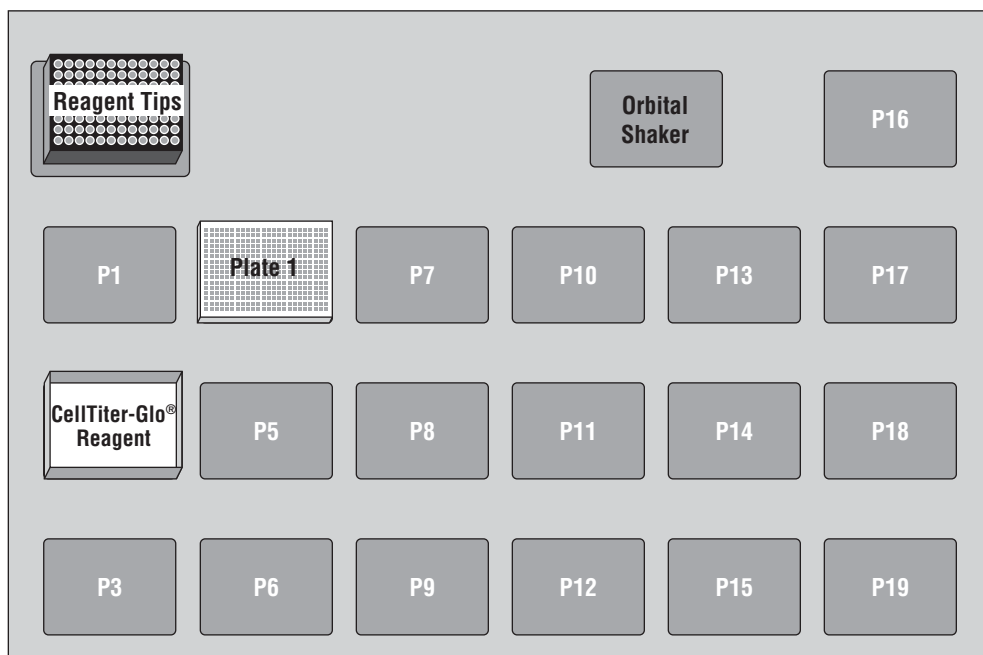 Reagent Tips
Orbital
Shaker
P16
P1
Plate 1
P7
P10
P13
P17
CellTiter-Glo®
Reagent
P5
P8
P11
P14
P18
P3
P6
P9
P12
P15
P19